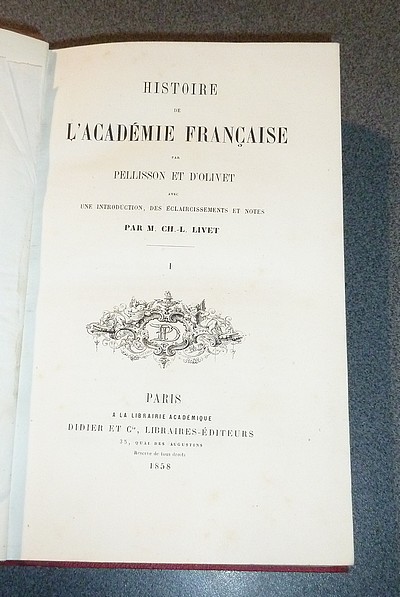 HISTOIRE
DE
L'ACADÉMIE FRANÇAISE
PAR
PELLISSON ET D'OLIVET
AVEC
UNE INTRODUCTION, DES ÉCLAIRCISSEMENTS ET NOTES
PAR M. CH.-L. LIVET
I
PARIS
A LA LIBRAIRIE ACADÉMIQUE
DIDIER ET Cie, LIBRAIRES-ÉDITEURS
35, QUAI DES AUGUSTINS
Réserve de tous droits
1858